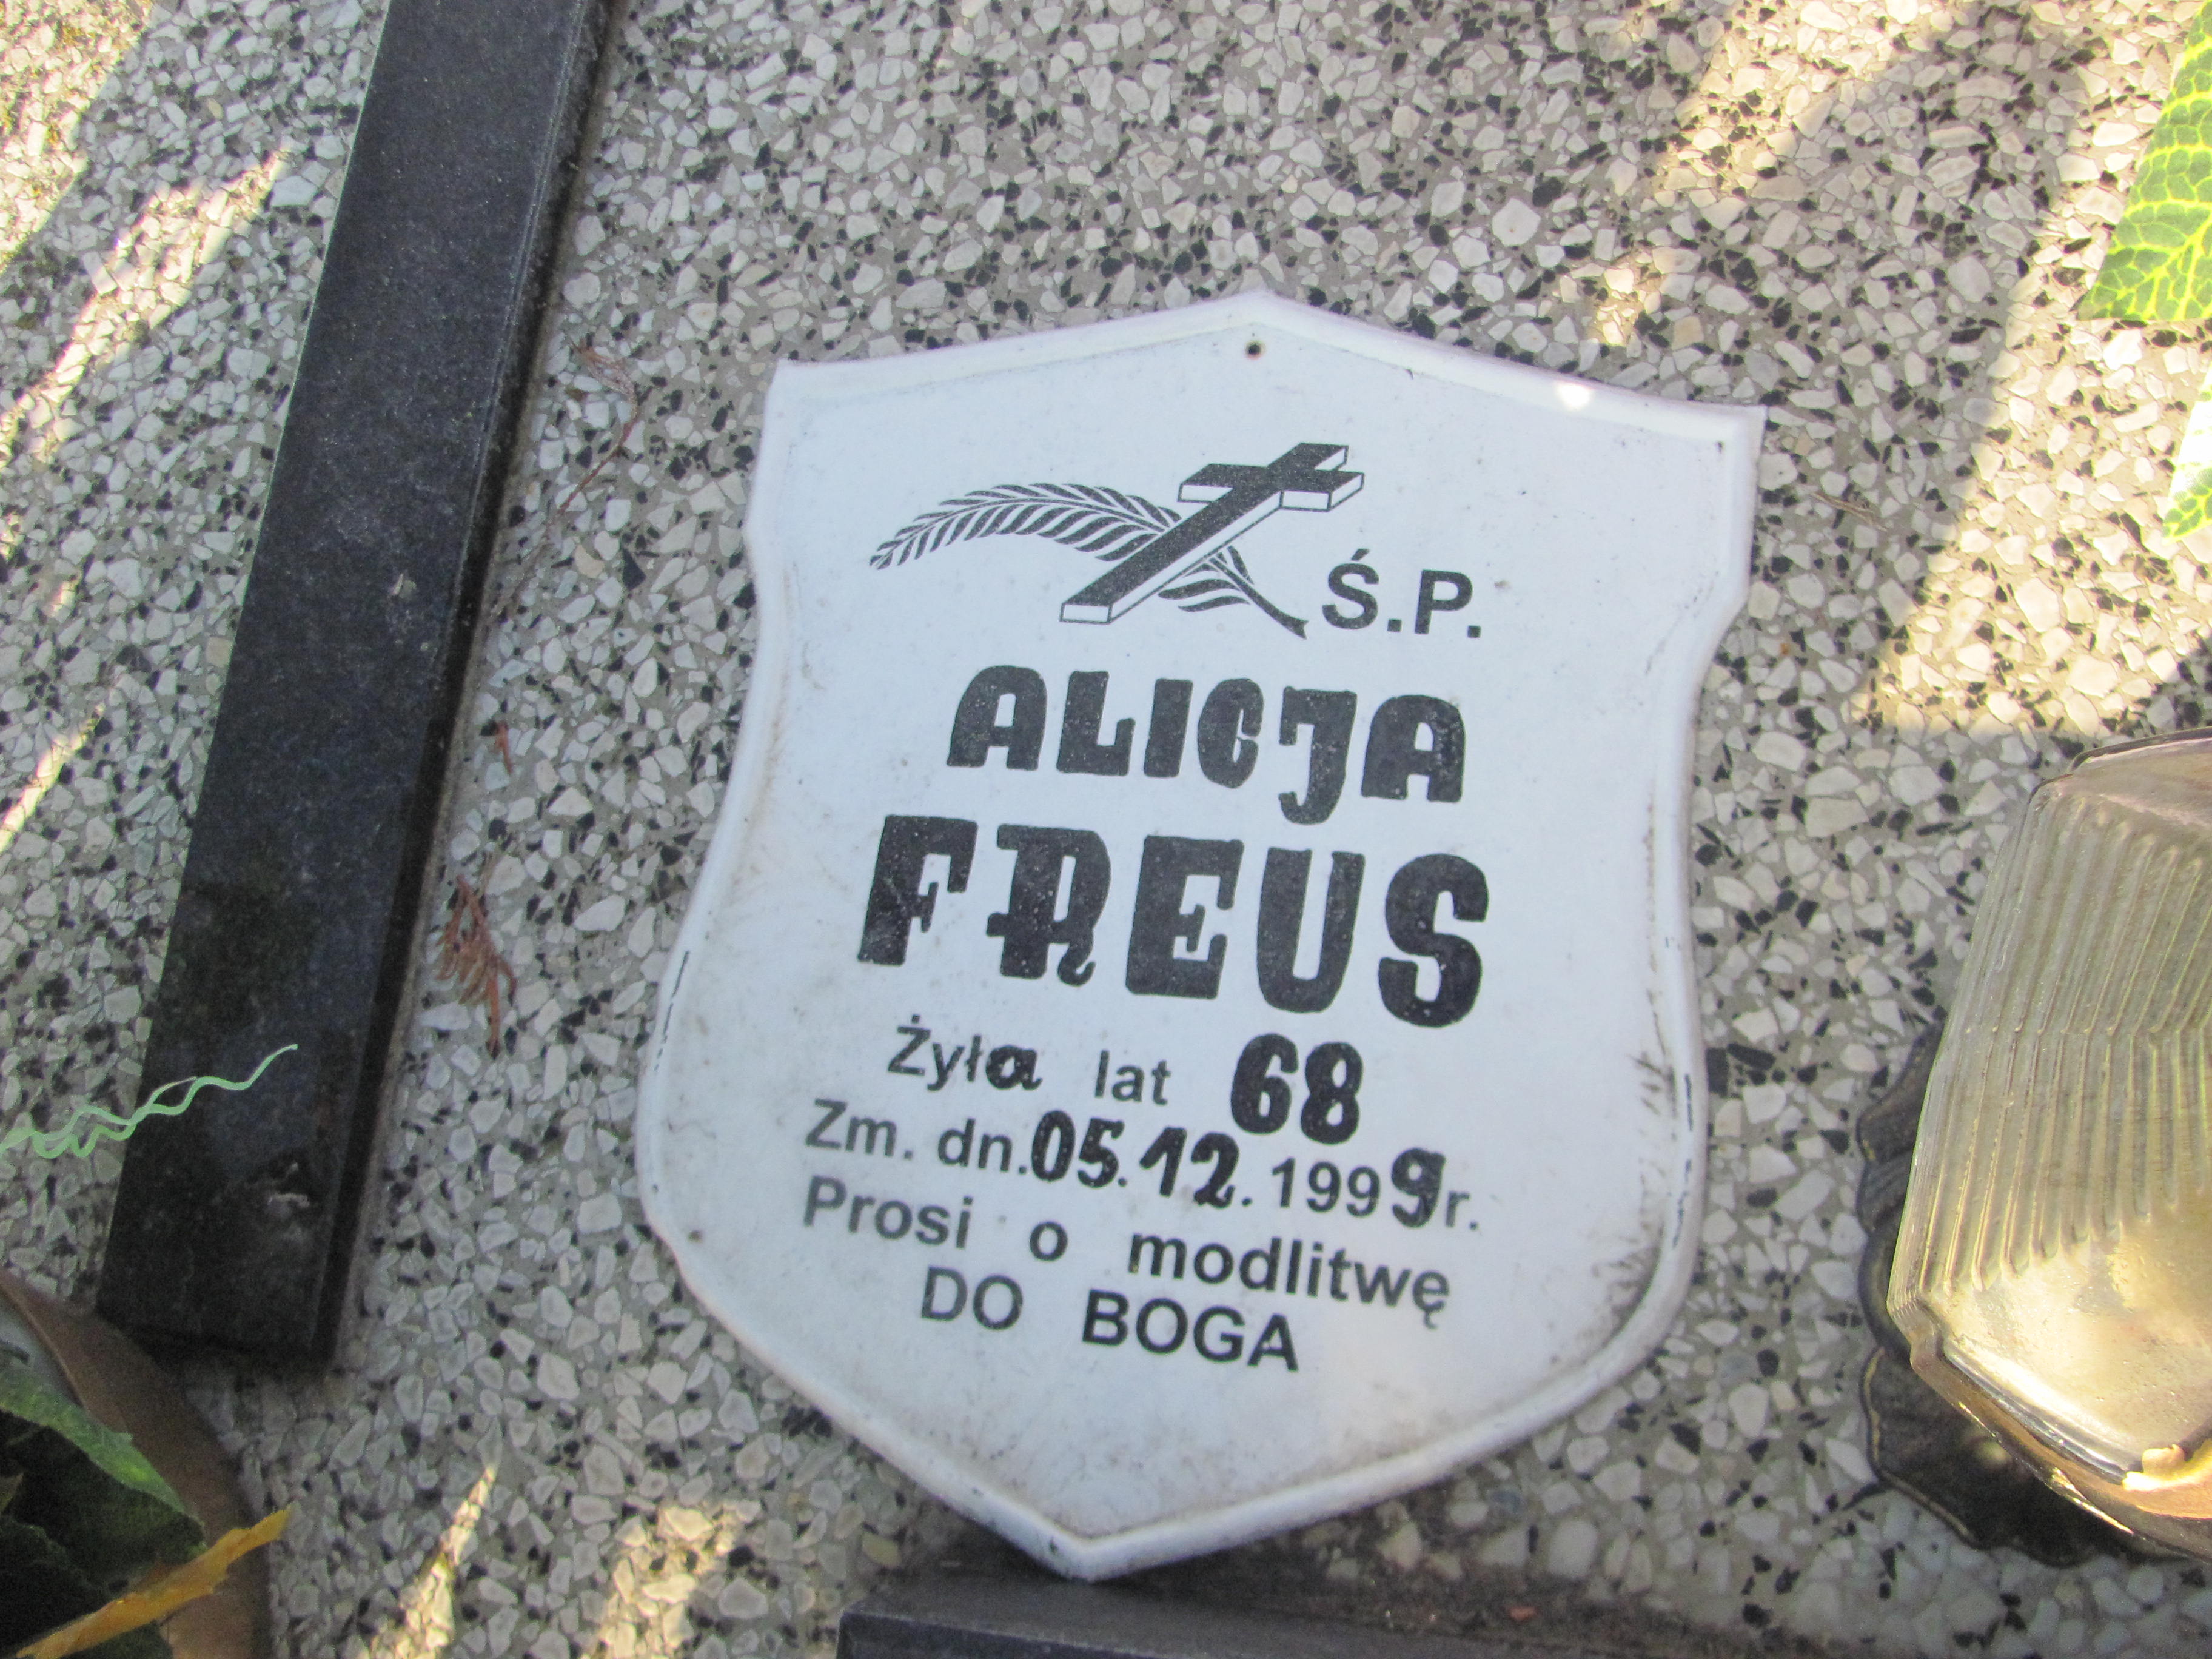 Ś.P.
ALICJA
FREUS
Żyła lat 68
Zm. dn. 05.12.1999r.
Prosi o modlitwę
DO BOGA